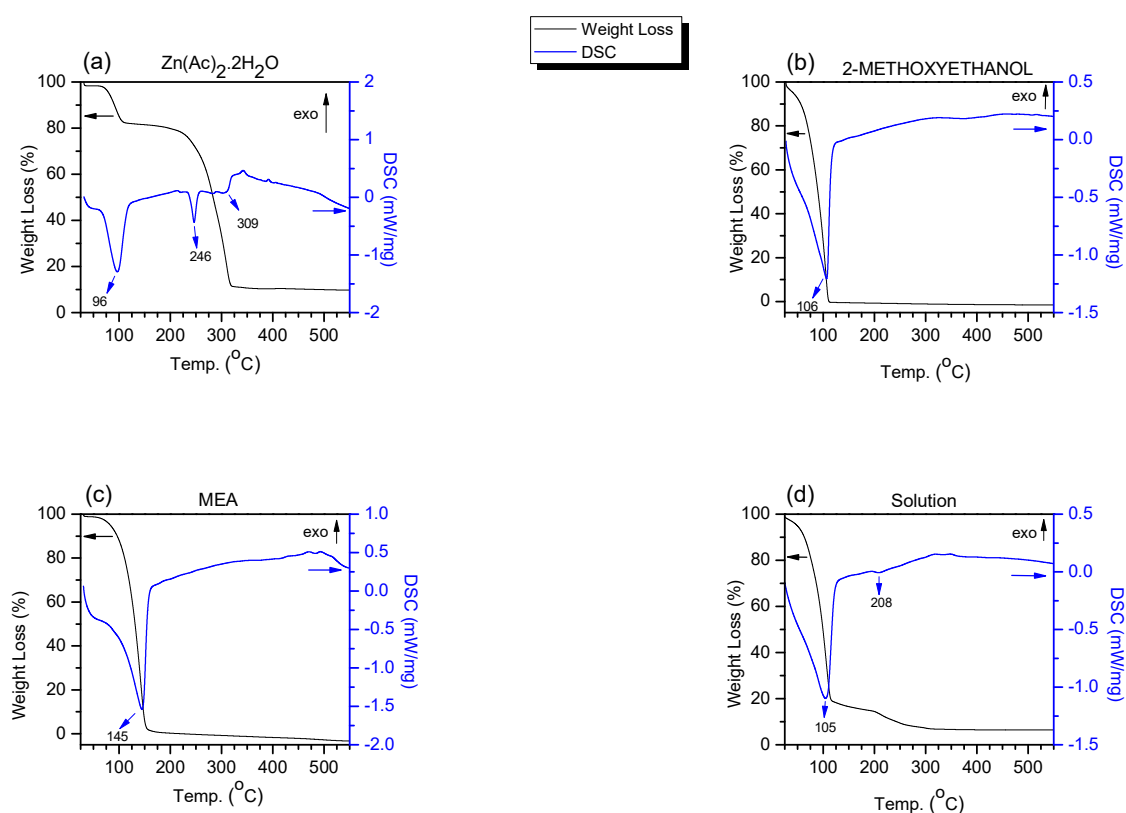 Weight Loss
DSC
(a)
Zn(Ac)2.2H2O
exo
100
80
60
40
20
0
Weight Loss (%)
2
1
0
-1
-2
DSC (mW/mg)
96
246
309
100 200 300 400 500
Temp. (oC)
(b)
2-METHOXYETHANOL
exo
100
80
60
40
20
0
Weight Loss (%)
0.5
0.0
-0.5
-1.0
-1.5
DSC (mW/mg)
106
100 200 300 400 500
Temp. (oC)
(c)
MEA
exo
100
80
60
40
20
0
Weight Loss (%)
1.0
0.5
0.0
-0.5
-1.0
-1.5
-2.0
DSC (mW/mg)
145
100 200 300 400 500
Temp. (oC)
(d)
Solution
exo
100
80
60
40
20
0
Weight Loss (%)
0.5
0.0
-0.5
-1.0
-1.5
DSC (mW/mg)
208
105
100 200 300 400 500
Temp. (oC)